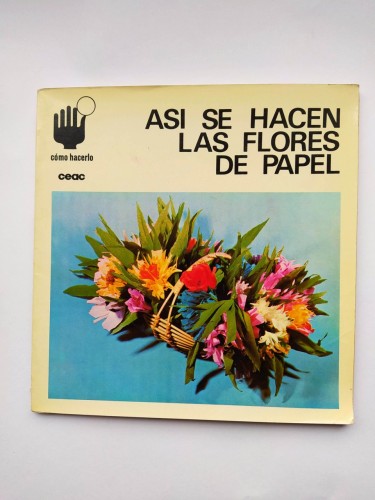 ASI SE HACEN
LAS FLORES
DE PAPEL
cómo hacerlo
ceac